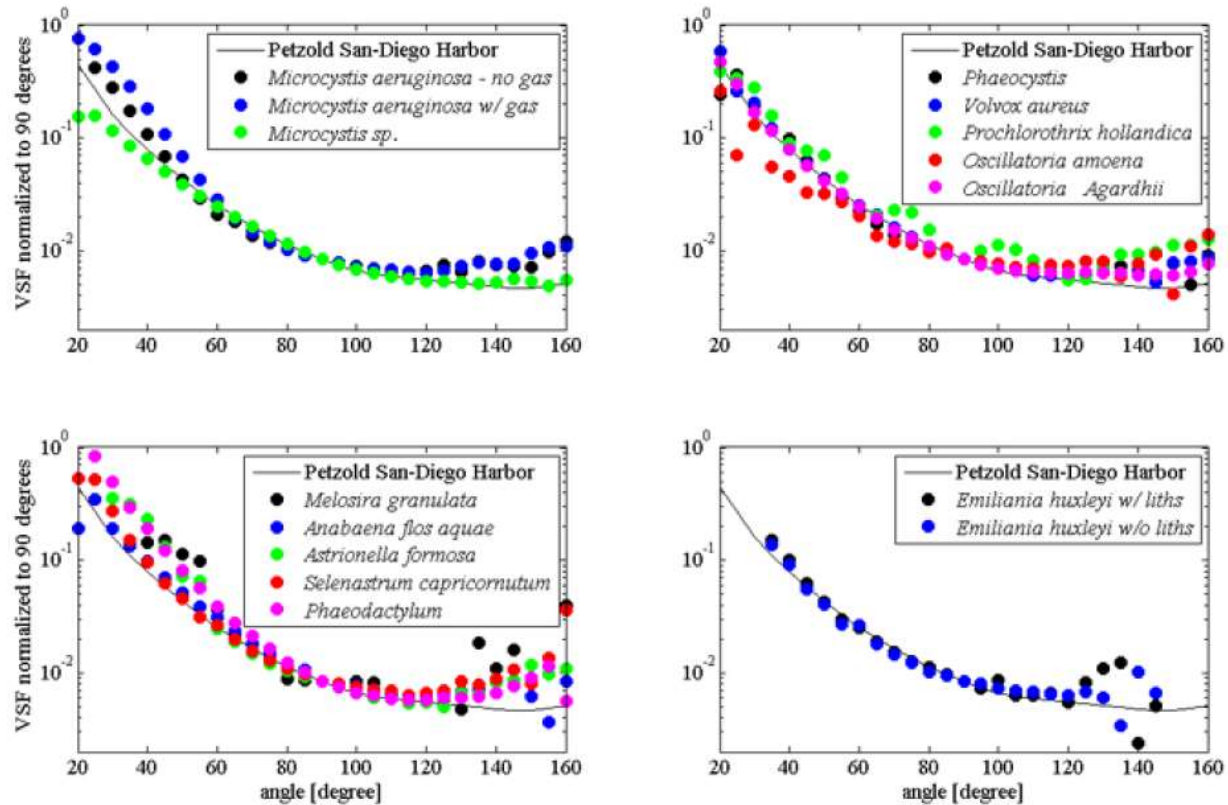 VSF normalized to 90 degrees
10^0
10^-1
10^-2
Petzold San-Diego Harbor
Microcystis aeruginosa - no gas
Microcystis aeruginosa w/ gas
Microcystis sp.
20 40 60 80 100 120 140 160
10^0
10^-1
10^-2
Petzold San-Diego Harbor
Phaeocystis
Volvox aureus
Prochlorothrix hollandica
Oscillatoria amoena
Oscillatoria Agardhii
20 40 60 80 100 120 140 160
VSF normalized to 90 degrees
10^0
10^-1
10^-2
Petzold San-Diego Harbor
Melosira granulata
Anabaena flos aquae
Astrionella formosa
Selenastrum capricornutum
Phaeodactylum
20 40 60 80 100 120 140 160
angle [degree]
10^0
10^-1
10^-2
Petzold San-Diego Harbor
Emiliania huxleyi w/ liths
Emiliania huxleyi w/o liths
20 40 60 80 100 120 140 160
angle [degree]